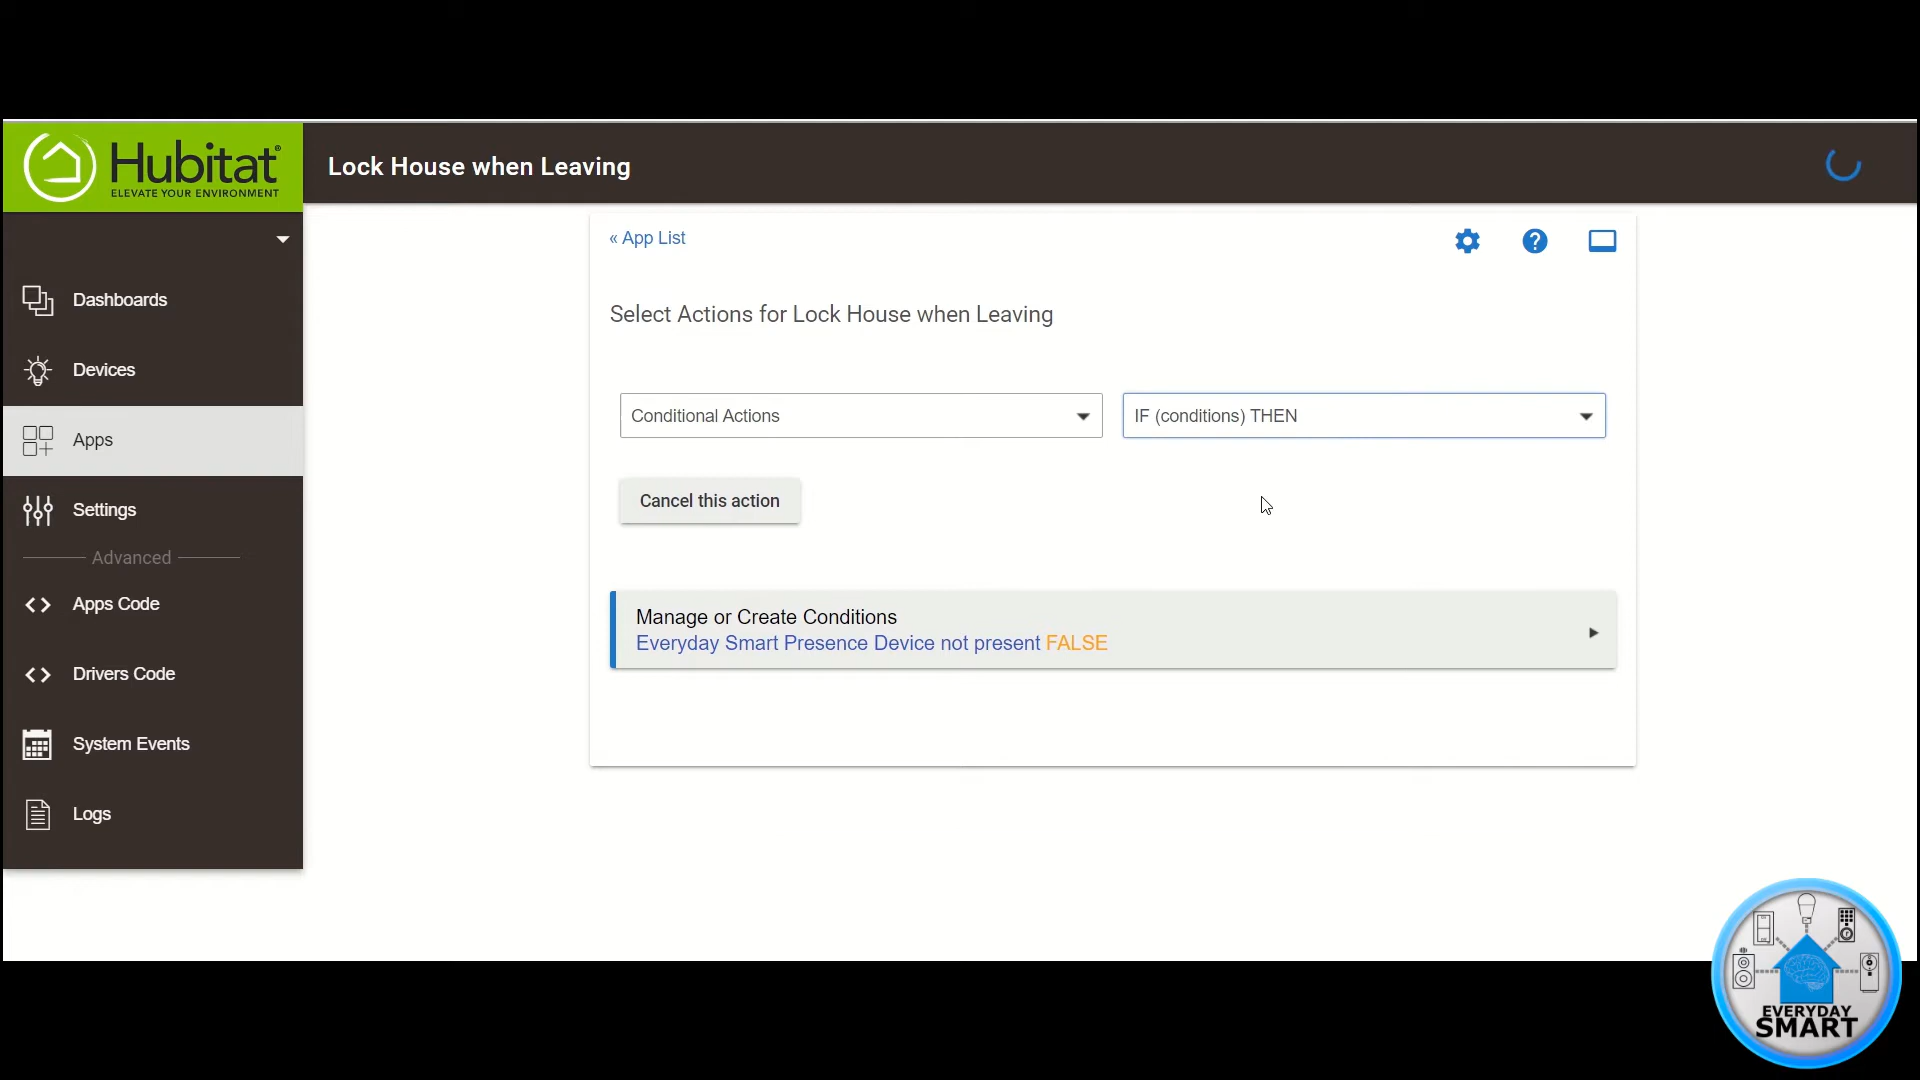 Hubitat®
ELEVATE YOUR ENVIRONMENT
Lock House when Leaving
Dashboards
Devices
Apps
Settings
Advanced
Apps Code
Drivers Code
System Events
Logs
« App List
?
Select Actions for Lock House when Leaving
Conditional Actions
IF (conditions) THEN
Cancel this action
Manage or Create Conditions
Everyday Smart Presence Device not present FALSE
EVERYDAY
SMART